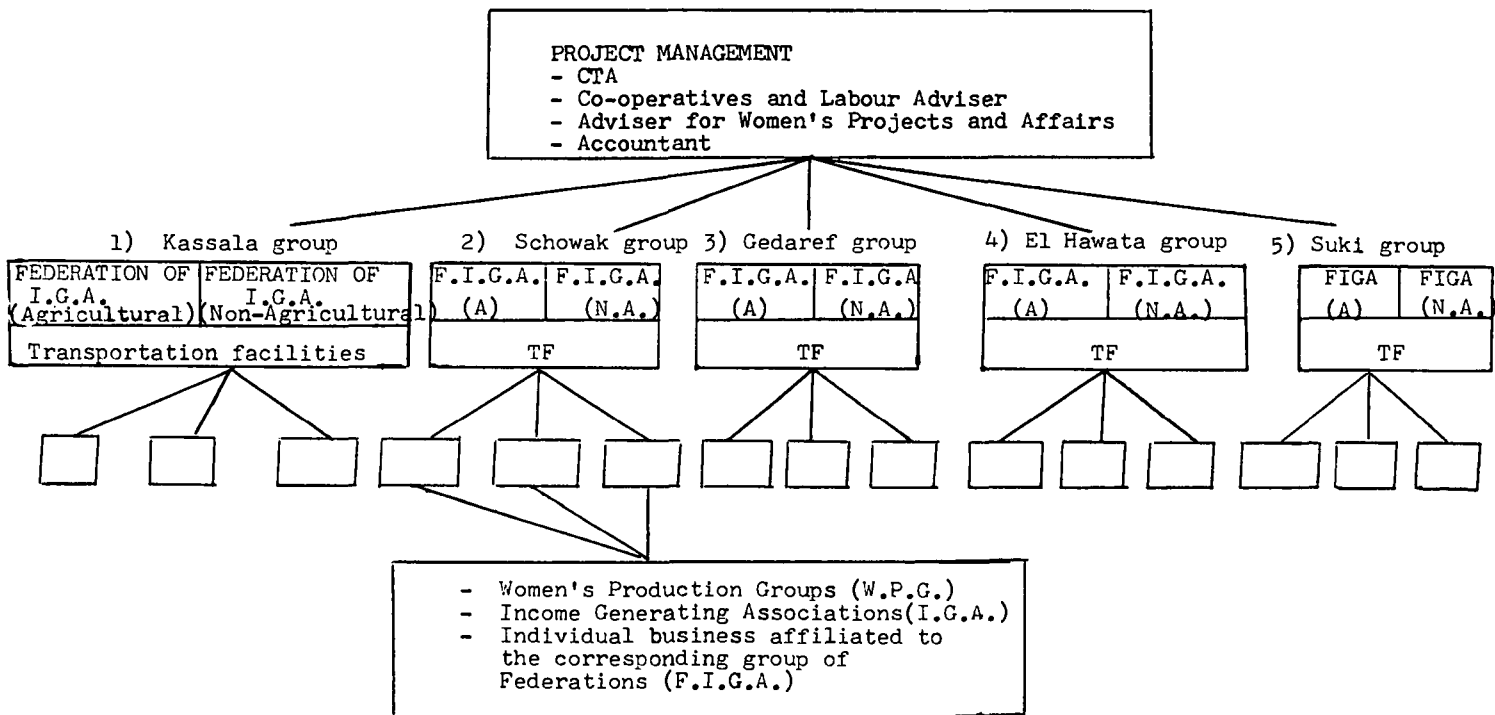 PROJECT MANAGEMENT
- CTA
- Co-operatives and Labour Adviser
- Adviser for Women's Projects and Affairs
- Accountant
1) Kassala group
2) Schowak group
3) Gedaref group
4) El Hawata group
5) Suki group
FEDERATION OF
I.G.A.
(Agricultural)
FEDERATION OF
I.G.A.
(Non-Agricultural)
Transportation facilities
F.I.G.A.
(A)
F.I.G.A.
(N.A.)
TF
F.I.G.A.
(A)
F.I.G.A
(N.A.)
TF
F.I.G.A.
(A)
F.I.G.A.
(N.A.)
TF
FIGA
(A)
FIGA
(N.A.
TF
- Women's Production Groups (W.P.G.)
- Income Generating Associations(I.G.A.)
- Individual business affiliated to
the corresponding group of
Federations (F.I.G.A.)